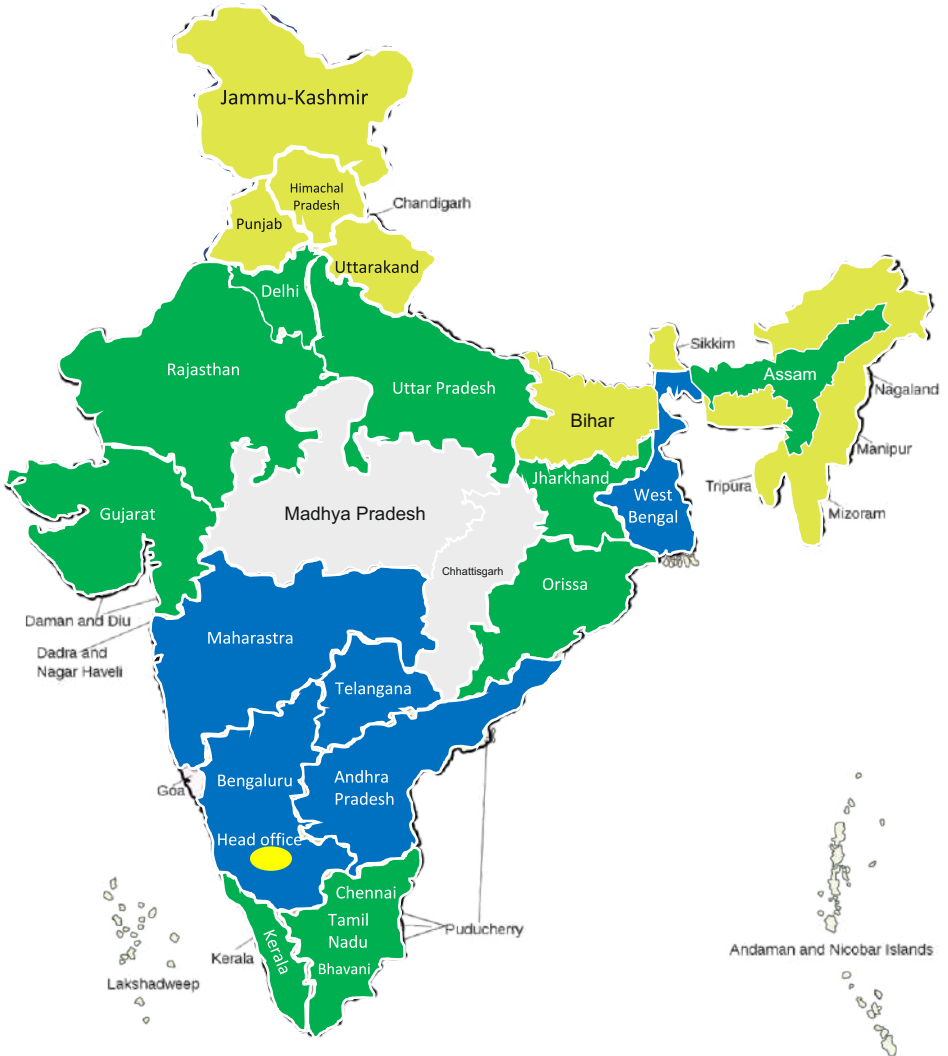 Jammu-Kashmir
Himachal
Pradesh
Chandigarh
Punjab
Uttarakand
Delhi
Sikkim
Rajasthan
Uttar Pradesh
Assam
Nagaland
Bihar
Manipur
Jharkhand
Tripura
West
Bengal
Mizoram
Gujarat
Madhya Pradesh
Chhattisgarh
Orissa
Daman and Diu
Maharastra
Dadra and
Nagar Haveli
Telangana
Bengaluru
Andhra
Pradesh
Goa
Head office
Chennai
Tamil
Nadu
Puducherry
Kerala
Kerala
Bhavani
Andaman and Nicobar Islands
Lakshadweep